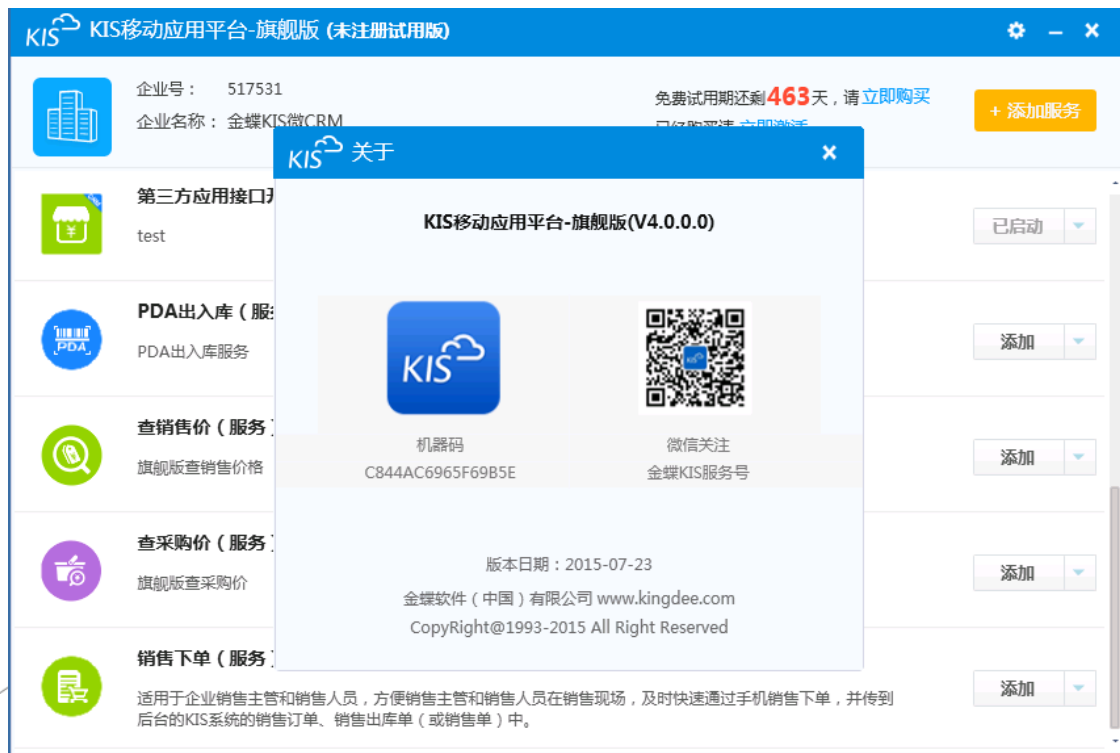 KIS KIS移动应用平台-旗舰版 (未注册试用版)
企业号： 517531
企业名称： 金蝶KIS微CRM
免费试用期还剩463天，请立即购买
已经购买请 立即激活
+ 添加服务
KIS 关于
KIS移动应用平台-旗舰版(V4.0.0.0)
KIS
KIS
机器码
C844AC6965F69B5E
微信关注
金蝶KIS服务号
版本日期：2015-07-23
金蝶软件（中国）有限公司 www.kingdee.com
CopyRight@1993-2015 All Right Reserved
第三方应用接口
test
已启动
PDA
PDA出入库（服
PDA出入库服务
添加
查销售价（服务
旗舰版查销售价格
添加
查采购价（服务
旗舰版查采购价
添加
销售下单（服务
适用于企业销售主管和销售人员，方便销售主管和销售人员在销售现场，及时快速通过手机销售下单，并传到
后台的KIS系统的销售订单、销售出库单（或销售单）中。
添加